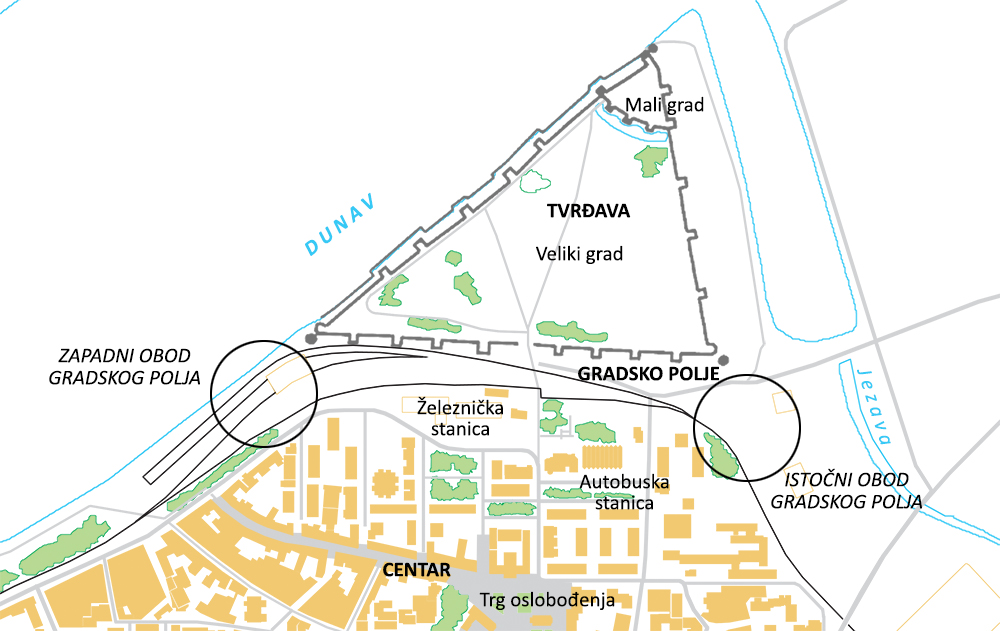 Mali grad
TVRĐAVA
DUNAV
Veliki grad
ZAPADNI OBOD
GRADSKOG POLJA
GRADSKO POLJE
Jezava
Železnička
stanica
ISTOČNI OBOD
GRADSKOG POLJA
Autobuska
stanica
CENTAR
Trg oslobođenja